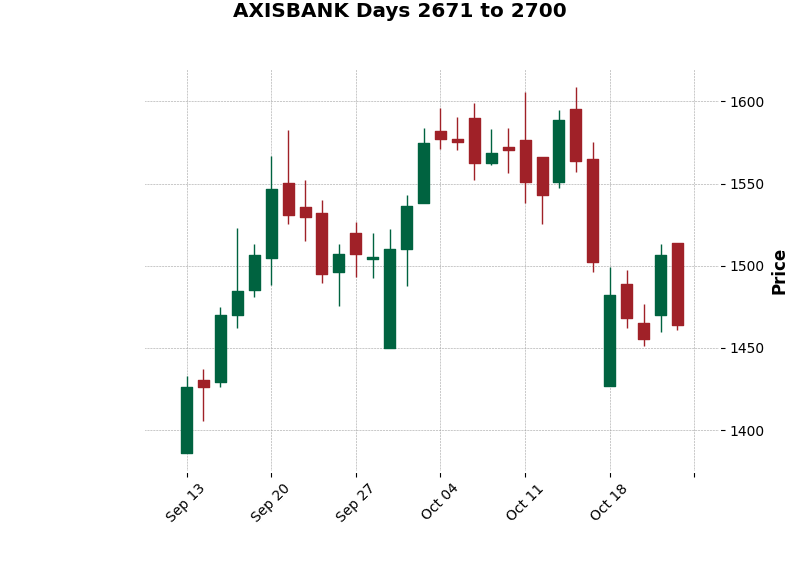 AXISBANK Days 2671 to 2700
1600
1550
1500
1450
1400
Price
Sep 13
Sep 20
Sep 27
Oct 04
Oct 11
Oct 18